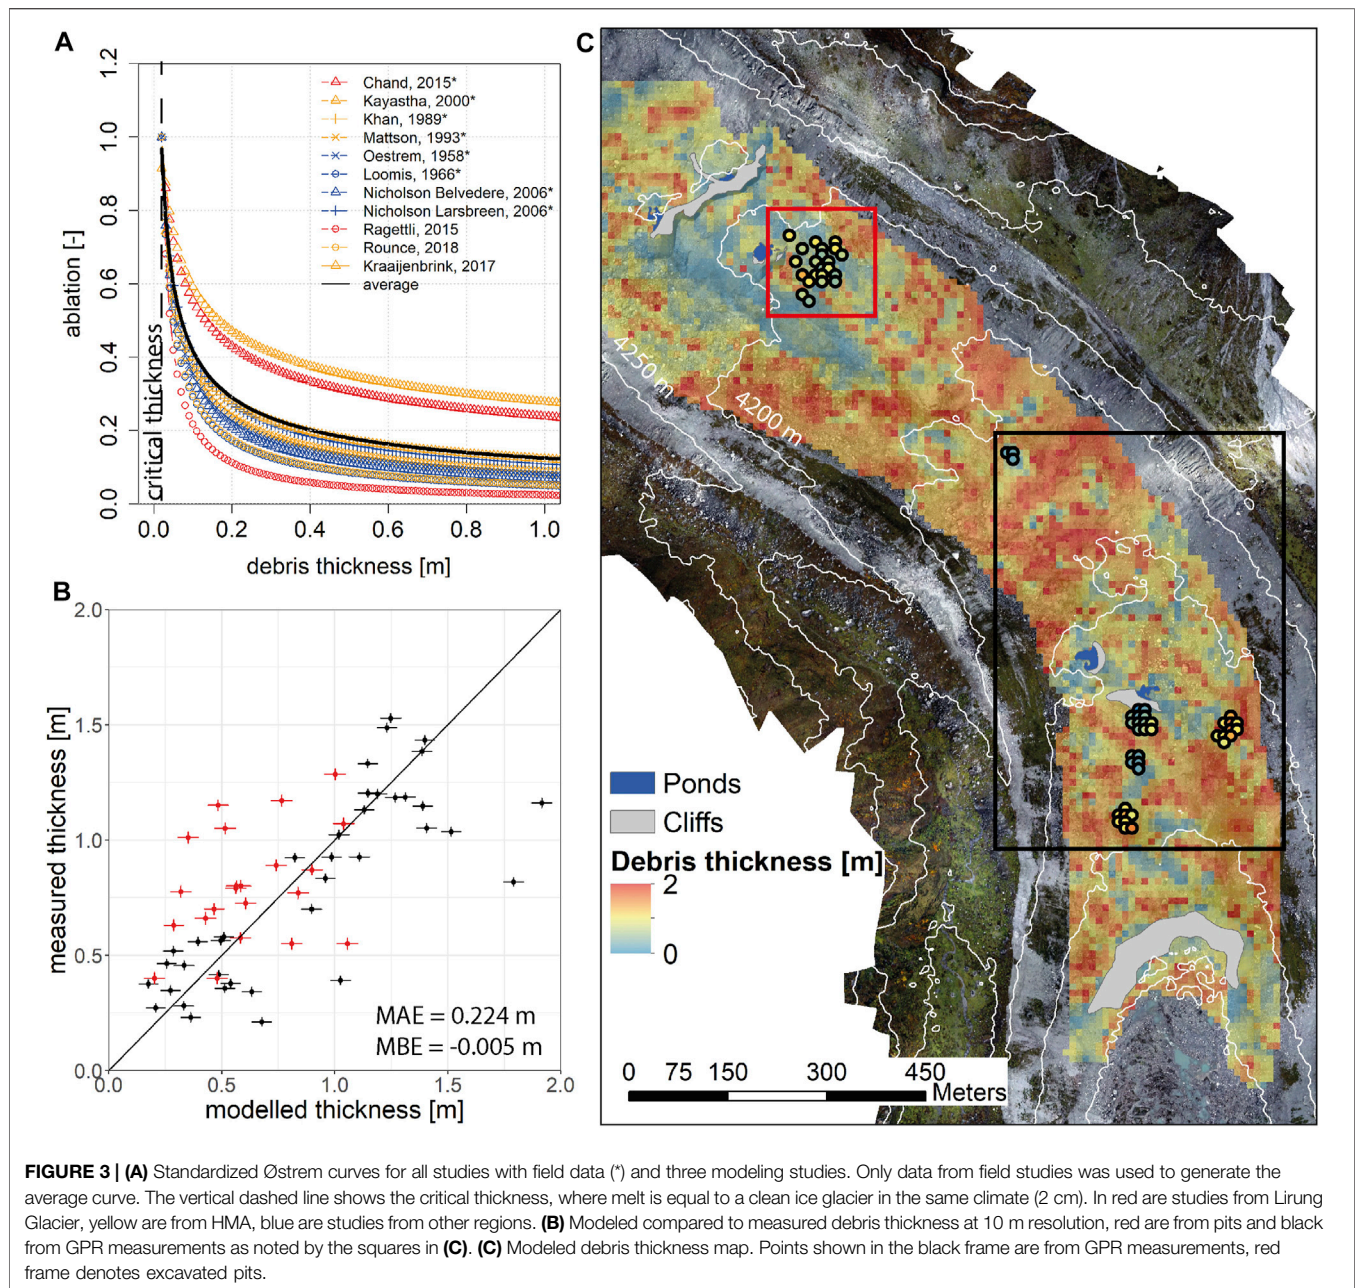 A
1.2
1.0
0.8
0.6
0.4
0.2
0.0
ablation [-]
critical thickness
Chand, 2015*
Kayastha, 2000*
Khan, 1989*
Mattson, 1993*
Oestrem, 1958*
Loomis, 1966*
Nicholson Belvedere, 2006*
Nicholson Larsbreen, 2006*
Ragettli, 2015
Rounce, 2018
Kraaijenbrink, 2017
average
0.0 0.2 0.4 0.6 0.8 1.0
debris thickness [m]
B
2.0
1.5
1.0
0.5
0.0
measured thickness [m]
MAE = 0.224 m
MBE = -0.005 m
0.0 0.5 1.0 1.5 2.0
modelled thickness [m]
C
4250 m
4200 m
Ponds
Cliffs
Debris thickness [m]
2
0
0 75 150 300 450
Meters
FIGURE 3 | (A) Standardized Østrem curves for all studies with field data (*) and three modeling studies. Only data from field studies was used to generate the
average curve. The vertical dashed line shows the critical thickness, where melt is equal to a clean ice glacier in the same climate (2 cm). In red are studies from Lirung
Glacier, yellow are from HMA, blue are studies from other regions. (B) Modeled compared to measured debris thickness at 10 m resolution, red are from pits and black
from GPR measurements as noted by the squares in (C). (C) Modeled debris thickness map. Points shown in the black frame are from GPR measurements, red
frame denotes excavated pits.